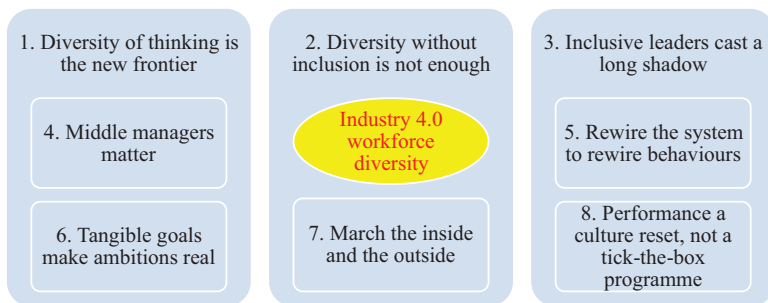 1. Diversity of thinking is
the new frontier
2. Diversity without
inclusion is not enough
3. Inclusive leaders cast a
long shadow
4. Middle managers
matter
Industry 4.0
workforce
diversity
5. Rewire the system
to rewire behaviours
6. Tangible goals
make ambitions real
7. March the inside
and the outside
8. Performance a
culture reset, not a
tick-the-box
programme